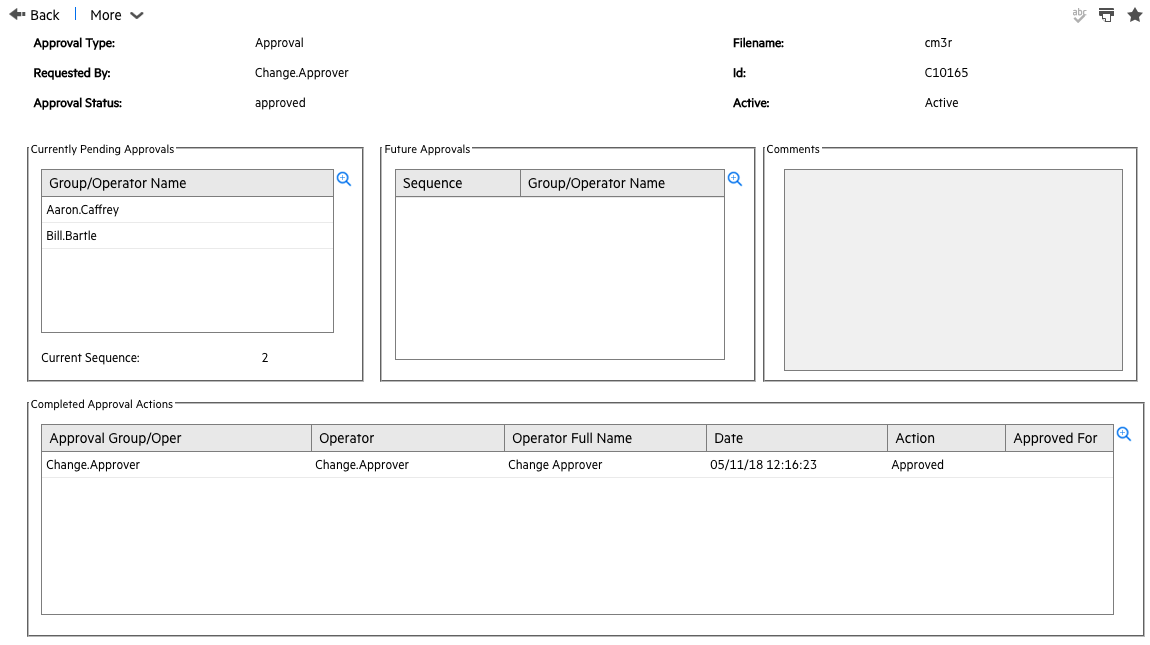 Back | More
abc
Approval Type: Approval Filename: cm3r
Requested By: Change.Approver Id: C10165
Approval Status: approved Active: Active
Currently Pending Approvals
Group/Operator Name
Aaron.Caffrey
Bill.Bartle
Current Sequence: 2
Future Approvals
Sequence Group/Operator Name
Comments
Completed Approval Actions
Approval Group/Oper Operator Operator Full Name Date Action Approved For
Change.Approver Change.Approver Change Approver 05/11/18 12:16:23 Approved